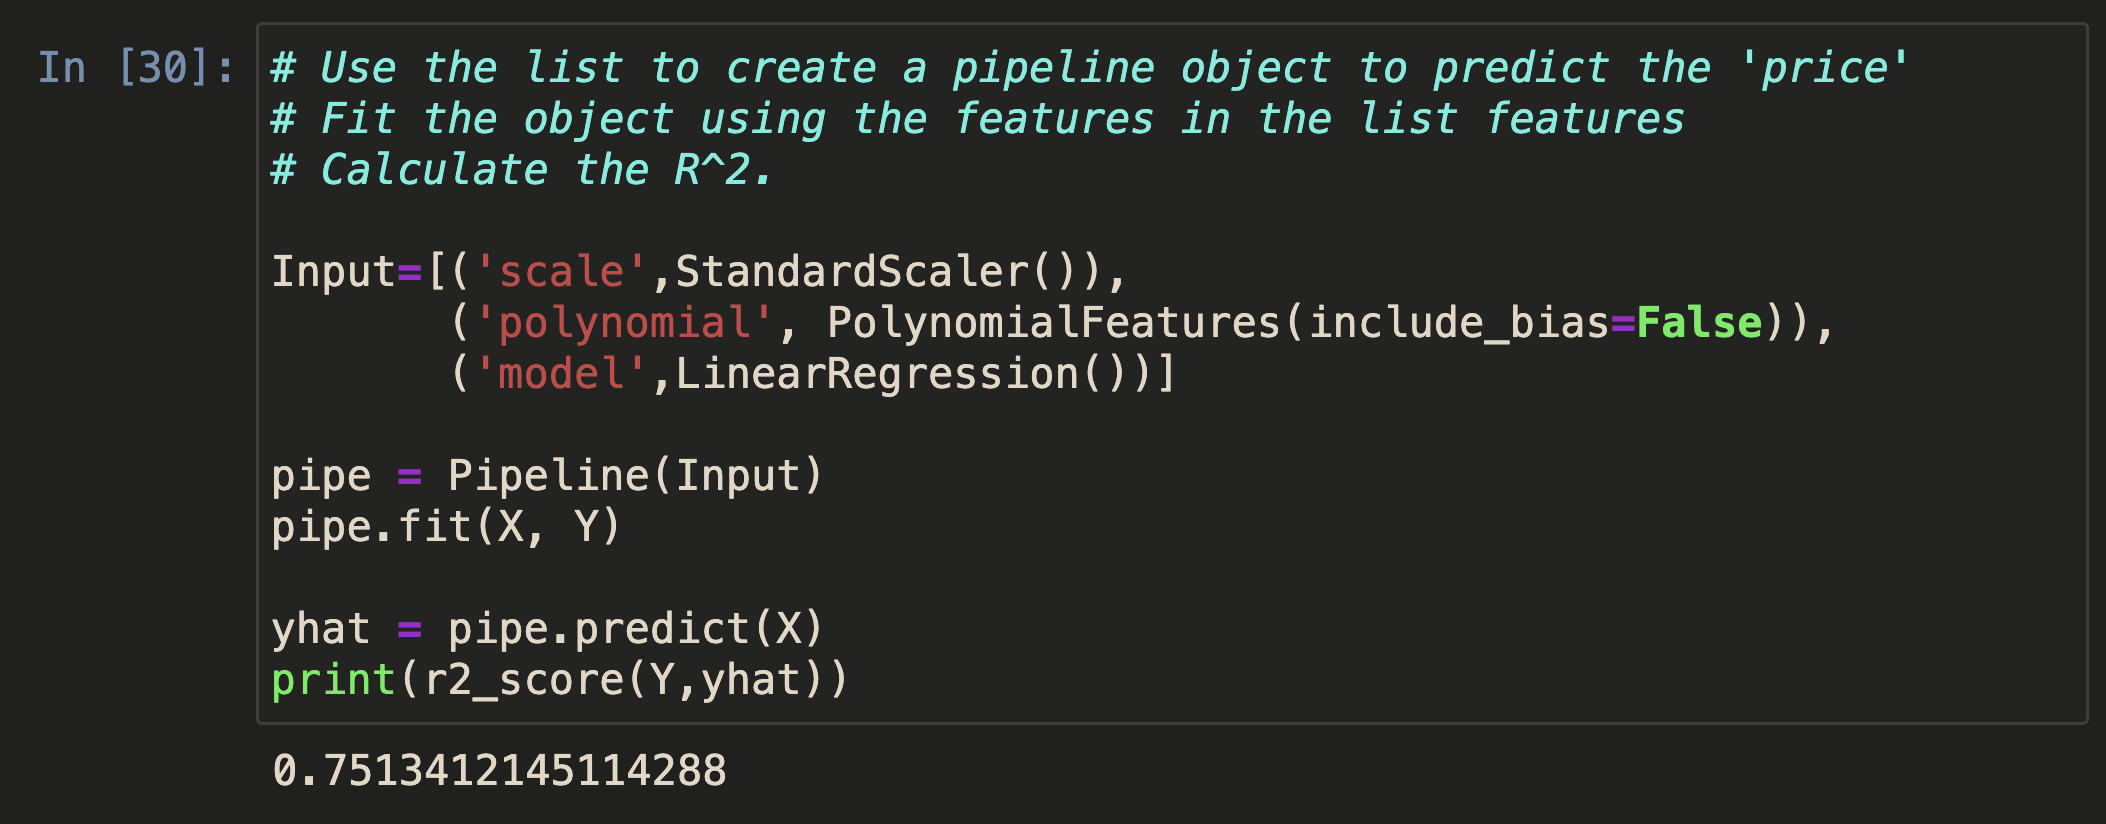 In [30]:
# Use the list to create a pipeline object to predict the 'price'
# Fit the object using the features in the list features
# Calculate the R^2.

Input=[('scale',StandardScaler()),
       ('polynomial', PolynomialFeatures(include_bias=False)),
       ('model',LinearRegression())]

pipe = Pipeline(Input)
pipe.fit(X, Y)

yhat = pipe.predict(X)
print(r2_score(Y,yhat))
0.7513412145114288